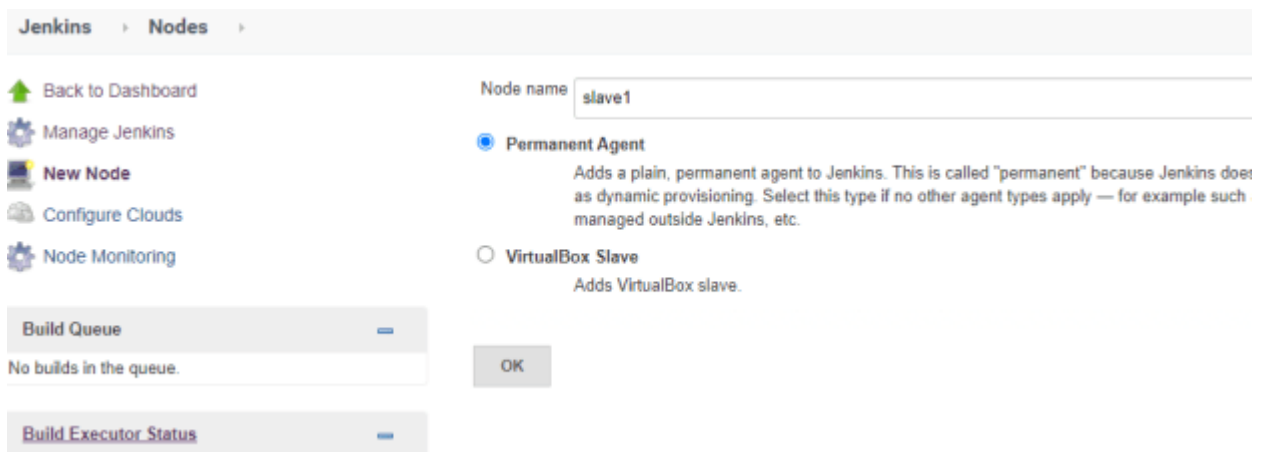 Jenkins
Nodes
Back to Dashboard
Manage Jenkins
New Node
Configure Clouds
Node Monitoring
Build Queue
No builds in the queue.
Build Executor Status
Node name
slave1
Permanent Agent
Adds a plain, permanent agent to Jenkins. This is called "permanent" because Jenkins does
as dynamic provisioning. Select this type if no other agent types apply — for example such
managed outside Jenkins, etc.
VirtualBox Slave
Adds VirtualBox slave.
OK